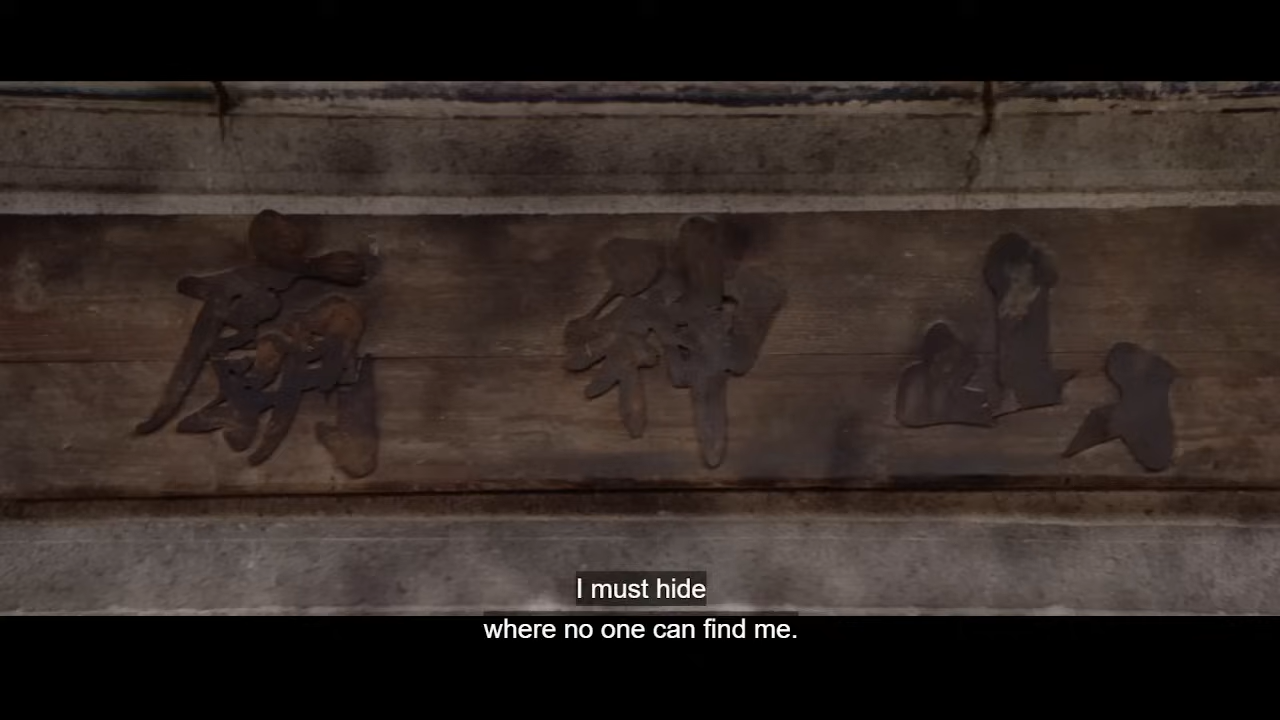 山神廟
I must hide
where no one can find me.